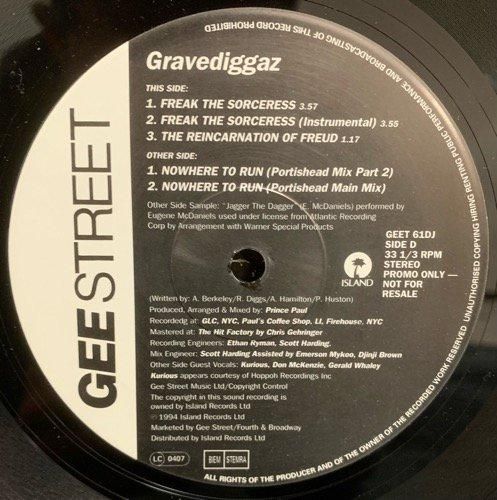 GEE STREET
Gravediggaz
THIS SIDE:
1. FREAK THE SORCERESS 3.57
2. FREAK THE SORCERESS (Instrumental) 3.55
3. THE REINCARNATION OF FREUD 1.17
OTHER SIDE:
1. NOWHERE TO RUN (Portishead Mix Part 2)
2. NOWHERE TO RUN (Portishead Main Mix)
Other Side Sample: "Jagger The Dagger" (E. McDaniels) performed by
Eugene McDaniels used under license from Atlantic Recording
Corp by Arrangement with Warner Special Products
GEET 61DJ
SIDE D
33 1/3 RPM
STEREO
PROMO ONLY —
NOT FOR
RESALE
ISLAND
(Written by: A. Berkeley/R. Diggs/A. Hamilton/P. Huston)
Produced, Arranged & Mixed by: Prince Paul
Recordedg at: GLC, NYC, Paul's Coffee Shop, LI, Firehouse, NYC
Mastered at: The Hit Factory by Chris Gehringer
Recording Engineers: Ethan Ryman, Scott Harding.
Mix Engineer: Scott Harding Assisted by Emerson Mykoo, Djinji Brown
Other Side Guest Vocals: Kurious, Don McKenzie, Gerald Whaley
Kurious appears courtesy of Hoppoh Recordings Inc
Gee Street Music Ltd/Copyright Control
The copyright in this sound recording is
owned by Island Records Ltd
℗ 1994 Island Records Ltd
Marketed by Gee Street/Fourth & Broadway
Distributed by Island Records Ltd
LC 0407
BIEM STEMRA
ALL RIGHTS OF THE PRODUCER AND OF THE OWNER OF THE RECORDED WORK RESERVED UNAUTHORISED COPYING HIRING RENTING PUBLIC PERFORMANCE AND BROADCASTING OF THIS RECORD PROHIBITED